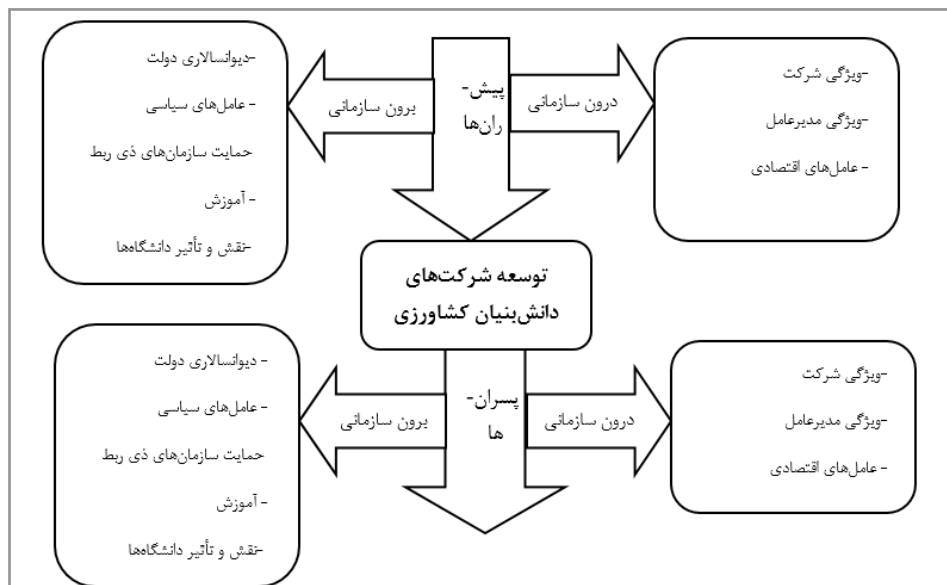 پیش-
ران‌ها
درون سازمانی
-ویژگی شرکت
-ویژگی مدیرعامل
- عامل‌های اقتصادی
برون سازمانی
-دیوانسالاری دولت
- عامل‌های سیاسی
حمایت سازمان‌های ذی ربط
- آموزش
-نقش و تأثیر دانشگاه‌ها
توسعه شرکت‌های
دانش‌بنیان کشاورزی
پسران-
ها
درون سازمانی
-ویژگی شرکت
-ویژگی مدیرعامل
- عامل‌های اقتصادی
برون سازمانی
- دیوانسالاری دولت
- عامل‌های سیاسی
حمایت سازمان‌های ذی ربط
- آموزش
-نقش و تأثیر دانشگاه‌ها